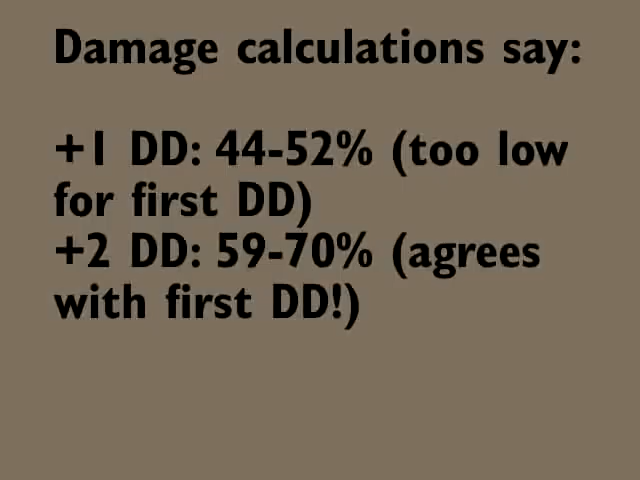 Damage calculations say:
+1 DD: 44-52% (too low
for first DD)
+2 DD: 59-70% (agrees
with first DD!)